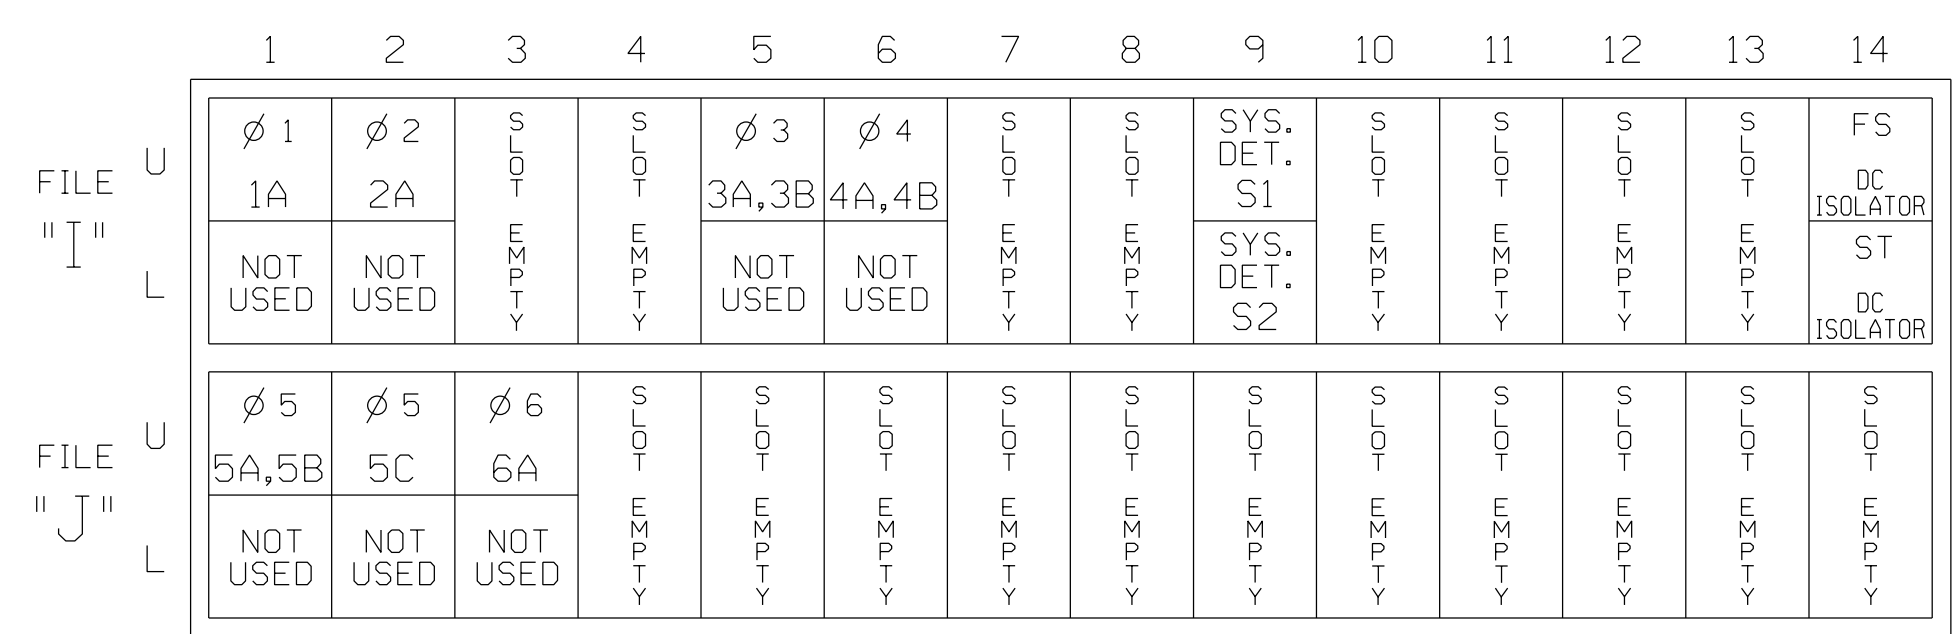 1 2 3 4 5 6 7 8 9 10 11 12 13 14
FILE "I"
U
L
ø 1
1A
NOT
USED
ø 2
2A
NOT
USED
SLOT EMPTY
SLOT EMPTY
ø 3
3A,3B
NOT
USED
ø 4
4A,4B
NOT
USED
SLOT EMPTY
SLOT EMPTY
SYS.
DET.
S1
SYS.
DET.
S2
SLOT EMPTY
SLOT EMPTY
SLOT EMPTY
SLOT EMPTY
FS
DC
ISOLATOR
ST
DC
ISOLATOR
FILE "J"
U
L
ø 5
5A,5B
NOT
USED
ø 5
5C
NOT
USED
ø 6
6A
NOT
USED
SLOT EMPTY
SLOT EMPTY
SLOT EMPTY
SLOT EMPTY
SLOT EMPTY
SLOT EMPTY
SLOT EMPTY
SLOT EMPTY
SLOT EMPTY
SLOT EMPTY
SLOT EMPTY